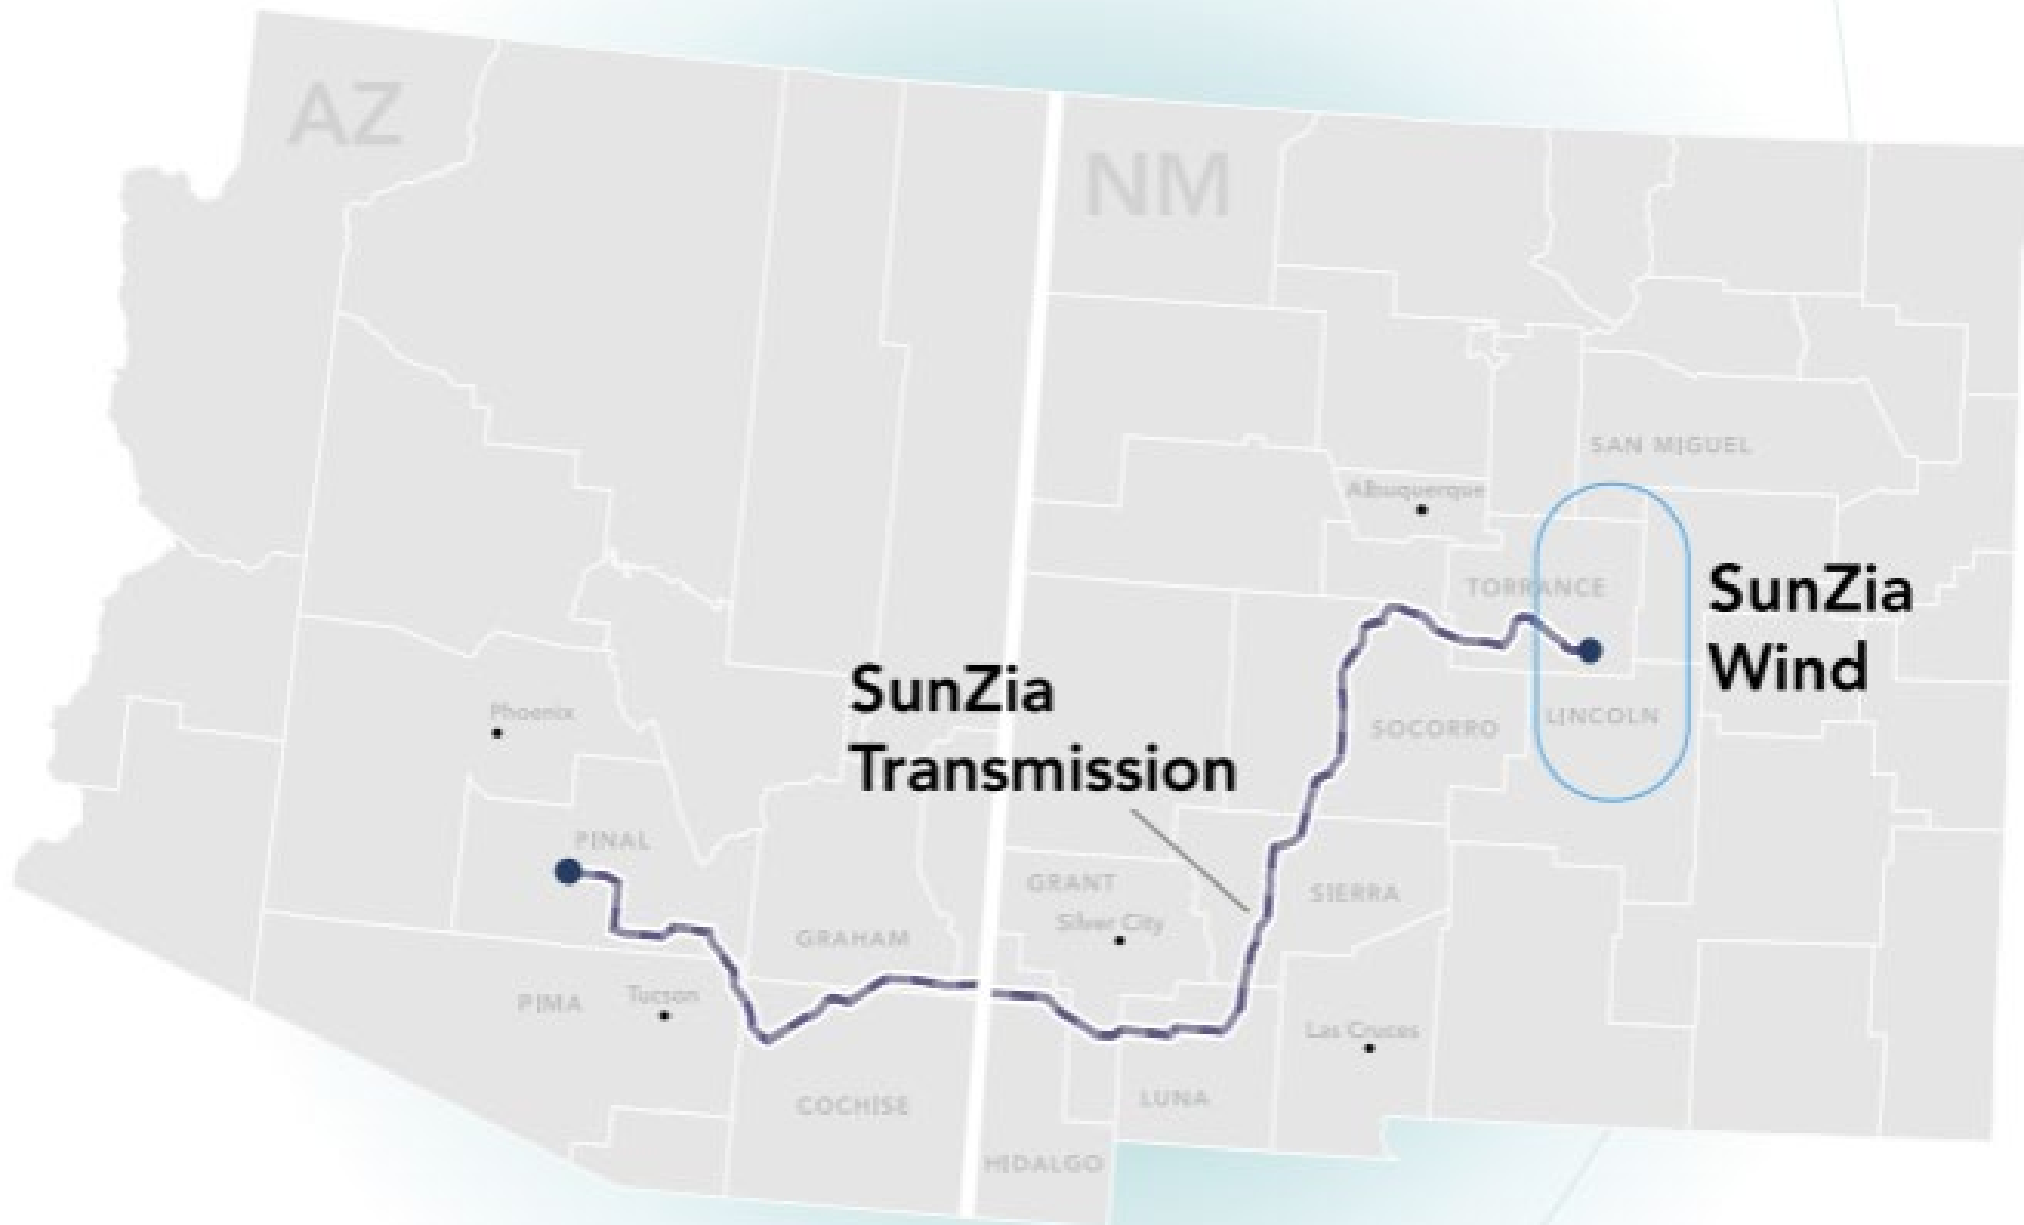 AZ
NM
SAN MIGUEL
Albuquerque
TORRANCE
SunZia
Wind
SunZia
Transmission
Phoenix
LINCOLN
SOCORRO
PINAL
GRANT
SIERRA
Silver City
GRAHAM
PIMA
Tucson
Las Cruces
COCHISE
LUNA
HIDALGO